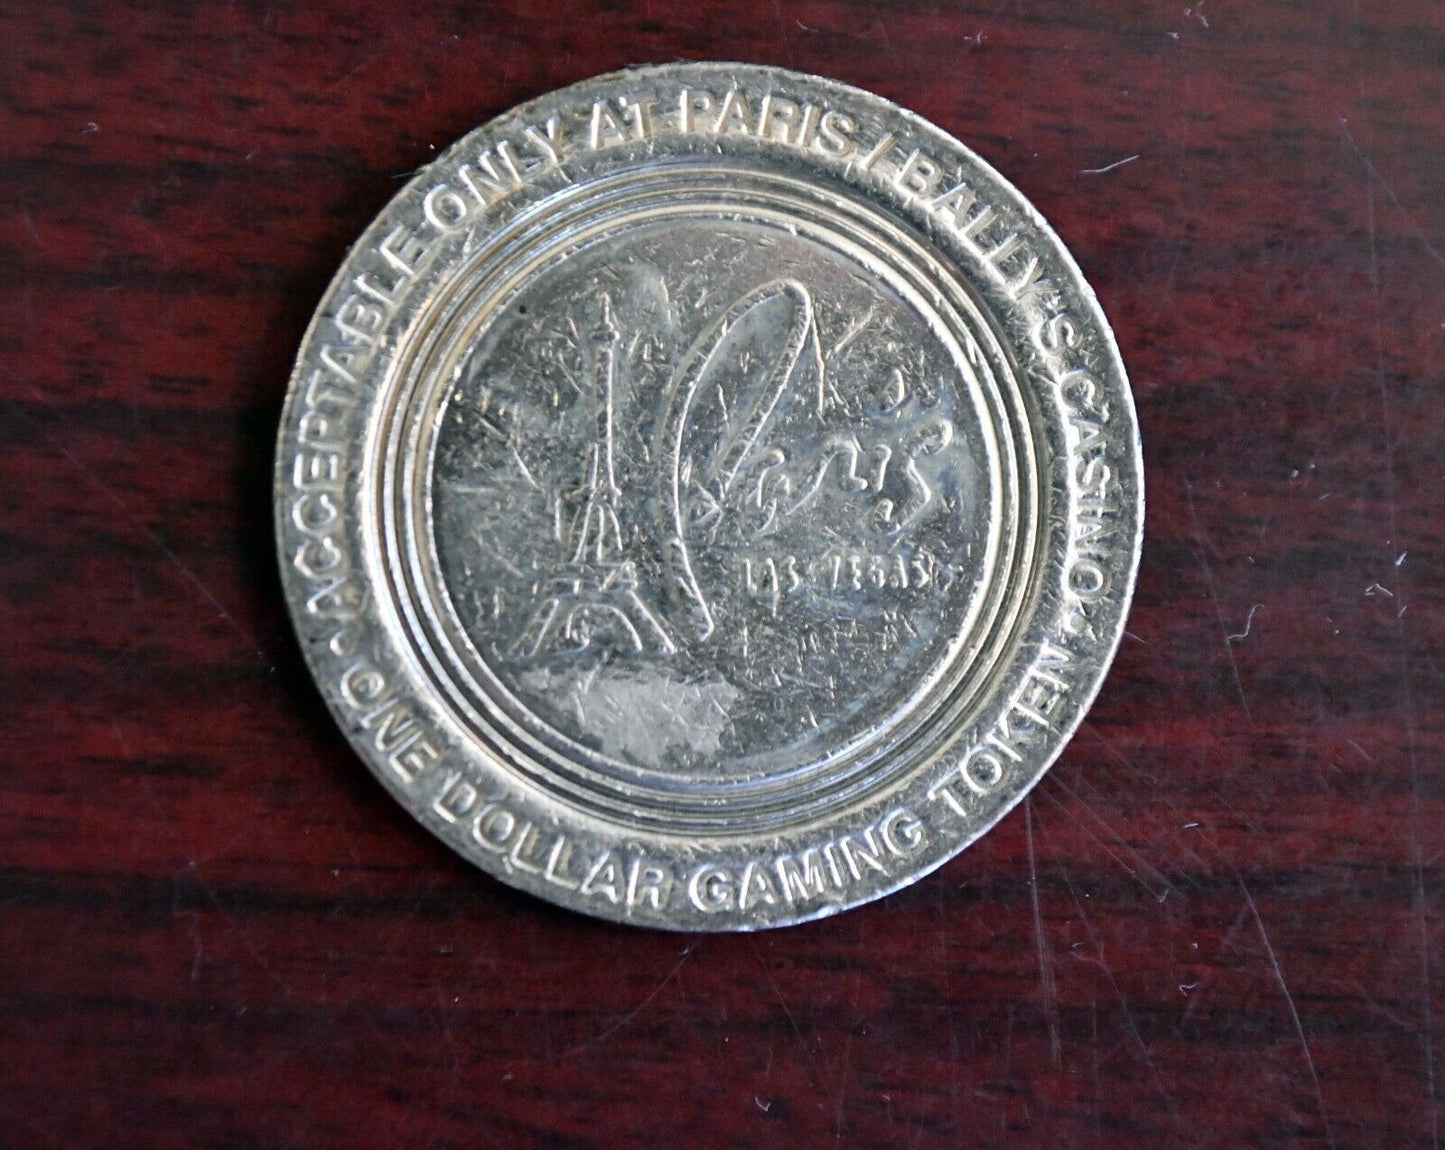 • ACCEPTABLE ONLY AT PARIS / BALLY'S CASINO •
ONE DOLLAR GAMING TOKEN
Paris
LAS VEGAS